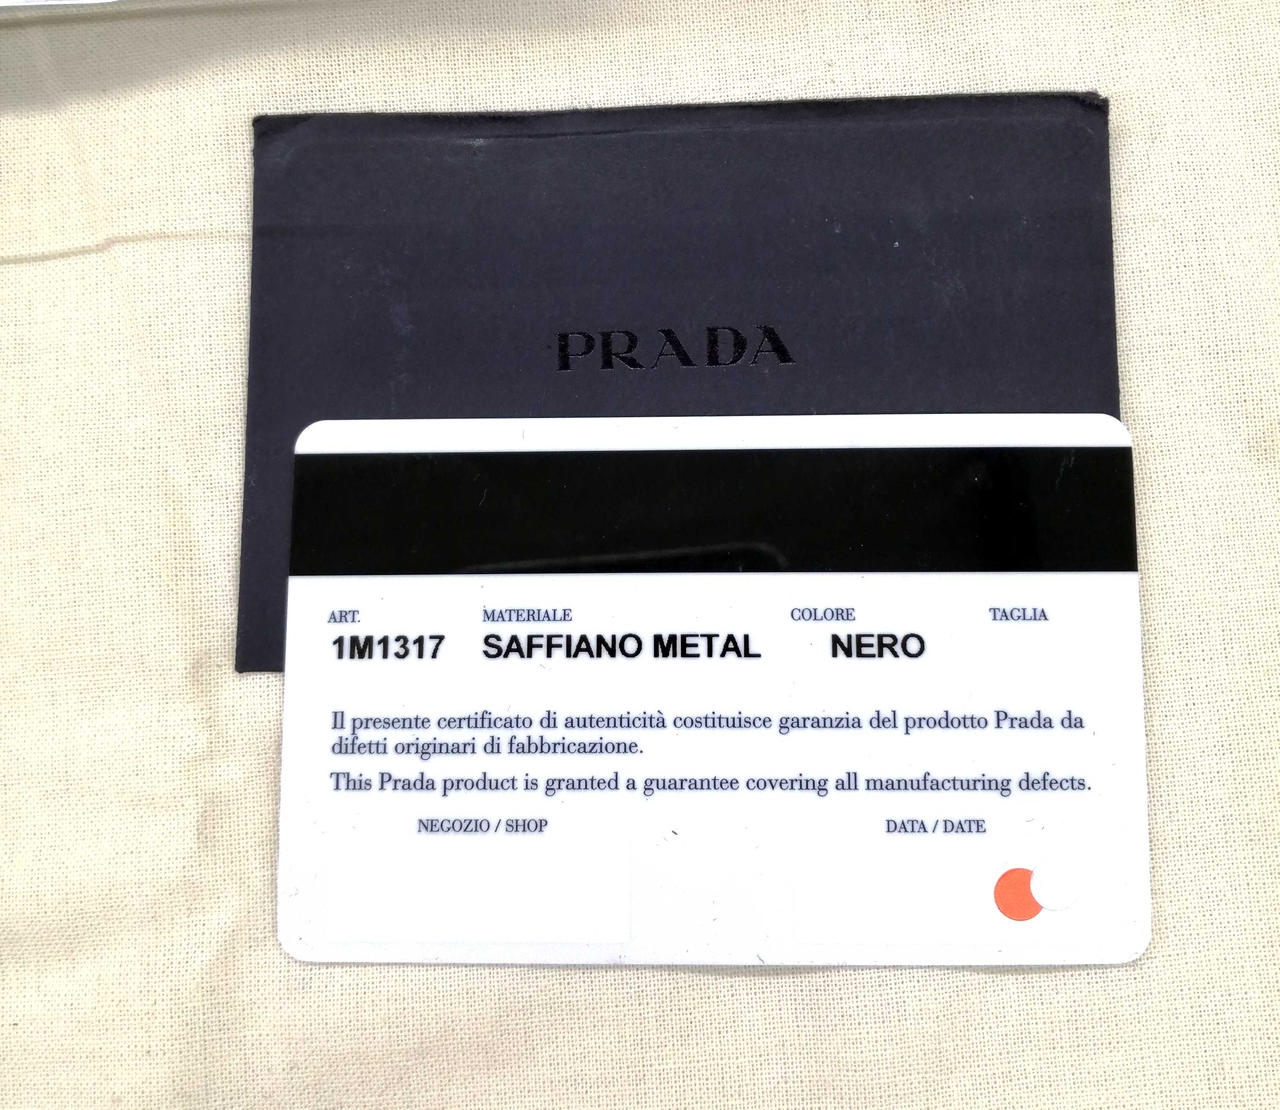 PRADA
ART. MATERIALE COLORE TAGLIA
1M1317 SAFFIANO METAL NERO
Il presente certificato di autenticità costituisce garanzia del prodotto Prada da
difetti originari di fabbricazione.
This Prada product is granted a guarantee covering all manufacturing defects.
NEGOZIO / SHOP DATA / DATE